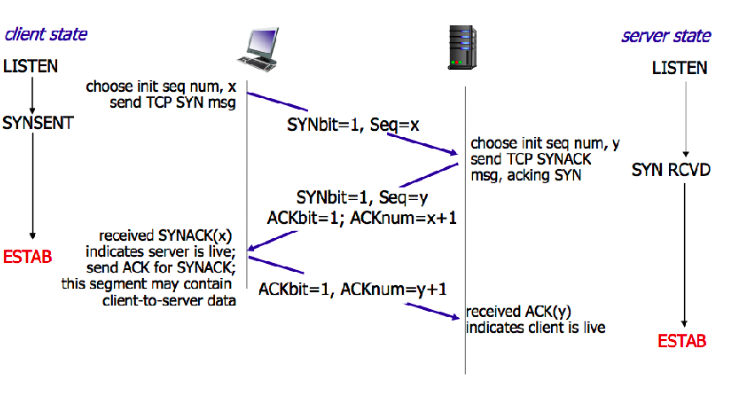 client state
server state
LISTEN
LISTEN
choose init seq num, x
send TCP SYN msg
SYNSENT
SYNbit=1, Seq=x
choose init seq num, y
send TCP SYNACK
msg, acking SYN
SYN RCVD
SYNbit=1, Seq=y
ACKbit=1; ACKnum=x+1
received SYNACK(x)
indicates server is live;
send ACK for SYNACK;
this segment may contain
client-to-server data
ESTAB
ACKbit=1, ACKnum=y+1
received ACK(y)
indicates client is live
ESTAB